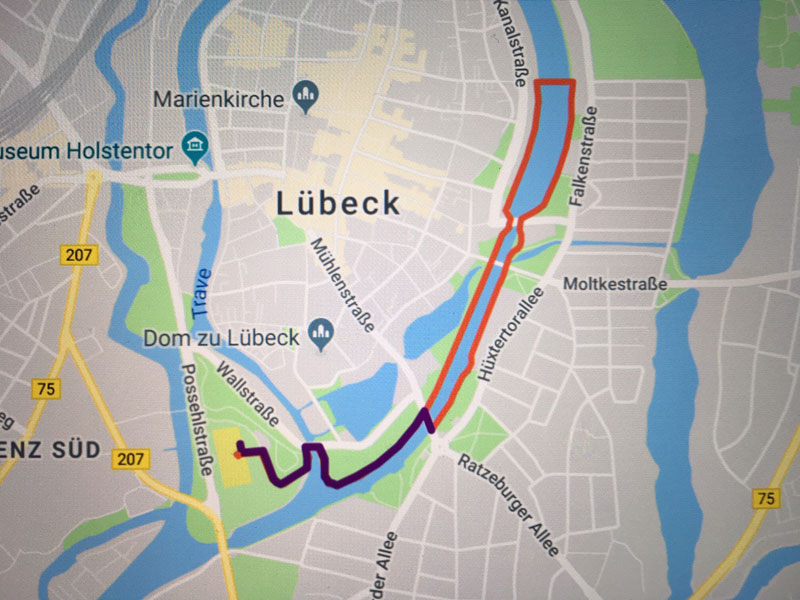 Kanalstraße
Marienkirche
Falkenstraße
useum Holstentor
straße
Lübeck
207
Mühlenstraße
Trave
Moltkestraße
Hüxtertorallee
Dom zu Lübeck
Wallstraße
Possehlstraße
75
eg
ENZ SÜD
207
Ratzeburger Allee
75
der Allee